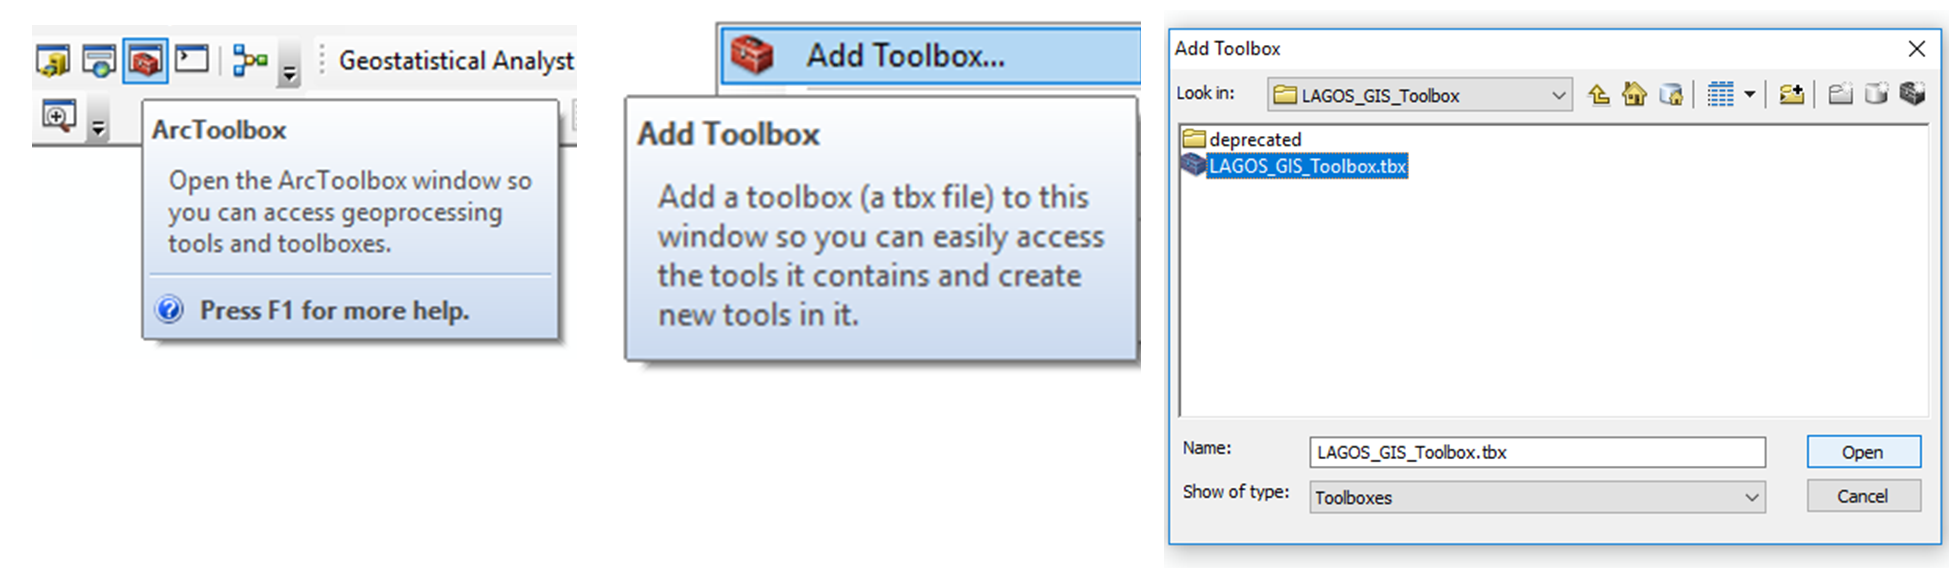 Geostatistical Analyst
ArcToolbox
Open the ArcToolbox window so
you can access geoprocessing
tools and toolboxes.
Press F1 for more help.
Add Toolbox...
Add Toolbox
Add a toolbox (a tbx file) to this
window so you can easily access
the tools it contains and create
new tools in it.
Add Toolbox
Look in: LAGOS_GIS_Toolbox
deprecated
LAGOS_GIS_Toolbox.tbx
Name: LAGOS_GIS_Toolbox.tbx Open
Show of type: Toolboxes Cancel